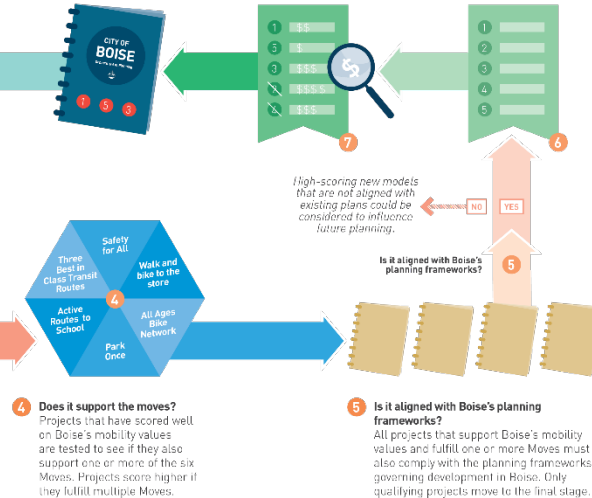 CITY OF
BOISE
1 5 3
1 $$
5 $
3 $$$
2 $$$$
4 $$$$
$
7
1
2
3
4
5
6
High-scoring new models
that are not aligned with
existing plans could be
considered to influence
future planning.
NO
YES
Is it aligned with Boise's
planning frameworks?
5
Safety
for All
Three
Best in
Class Transit
Routes
Walk and
bike to the
store
4
Active
Routes to
School
All Ages
Bike
Network
Park
Once
4 Does it support the moves?
Projects that have scored well
on Boise's mobility values
are tested to see if they also
support one or more of the six
Moves. Projects score higher if
they fulfill multiple Moves.
5 Is it aligned with Boise's planning
frameworks?
All projects that support Boise's mobility
values and fulfill one or more Moves must
also comply with the planning frameworks
governing development in Boise. Only
qualifying projects move to the final stage.